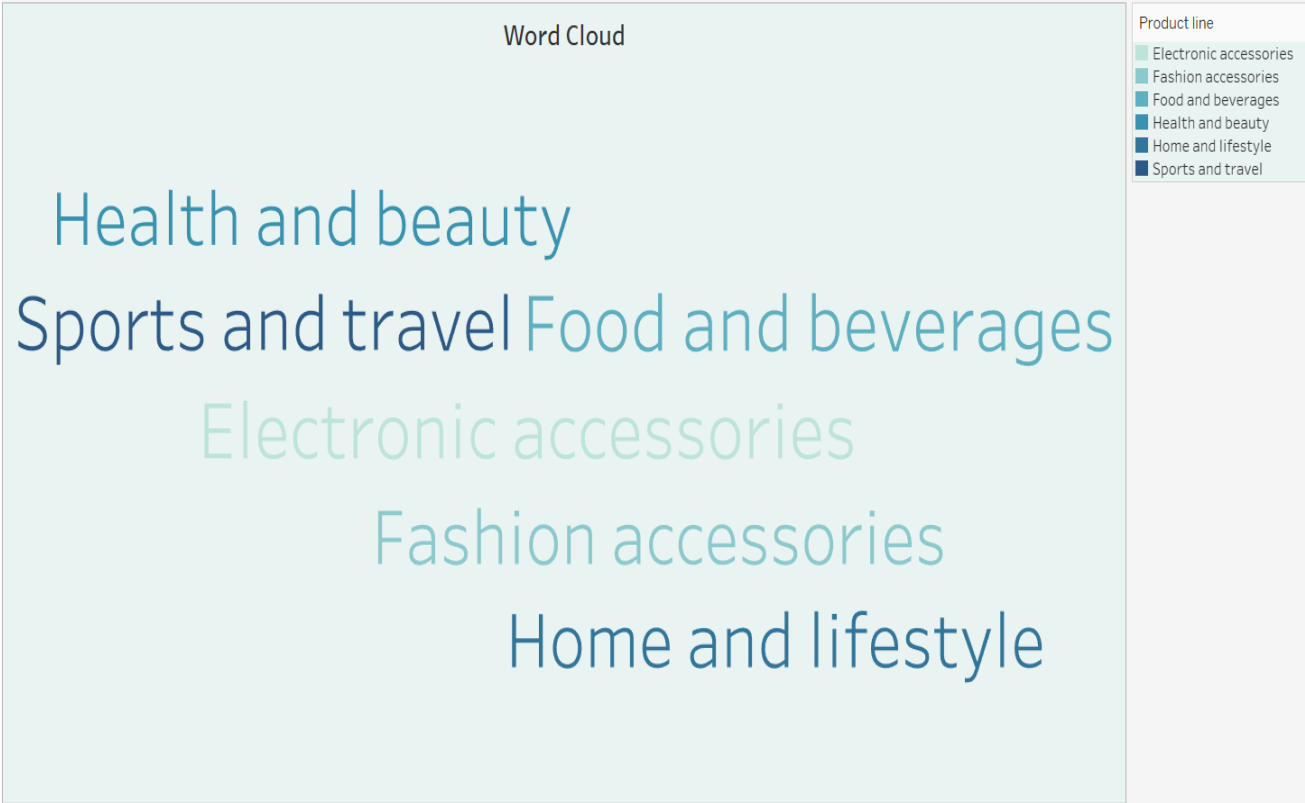 Word Cloud
Health and beauty
Sports and travel Food and beverages
Electronic accessories
Fashion accessories
Home and lifestyle
Product line
Electronic accessories
Fashion accessories
Food and beverages
Health and beauty
Home and lifestyle
Sports and travel